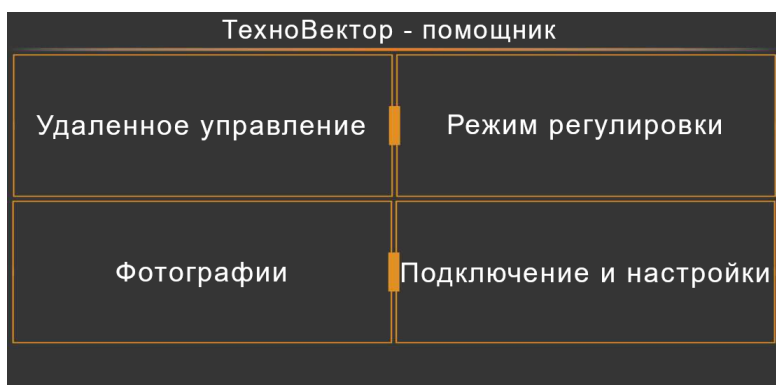 ТехноВектор - помощник
Удаленное управление
Режим регулировки
Фотографии
Подключение и настройки